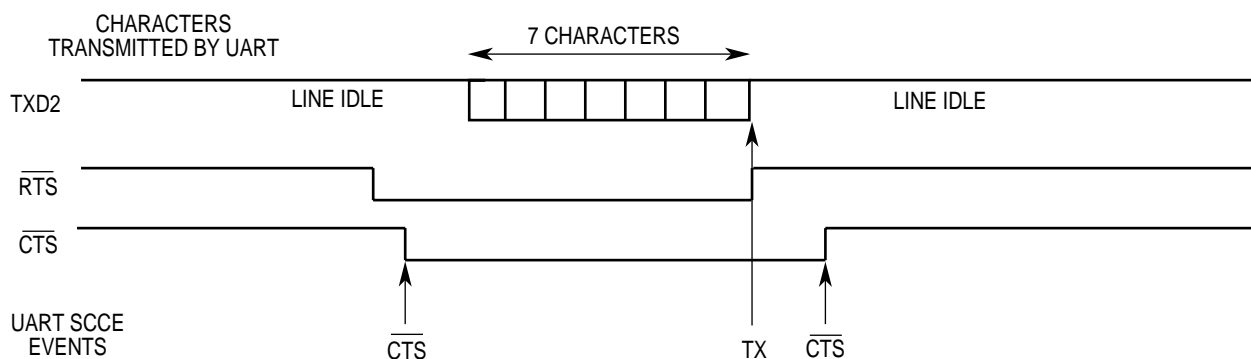 CHARACTERS
TRANSMITTED BY UART
7 CHARACTERS
TXD2
LINE IDLE
LINE IDLE
RTS
CTS
UART SCCE
EVENTS
CTS
TX
CTS